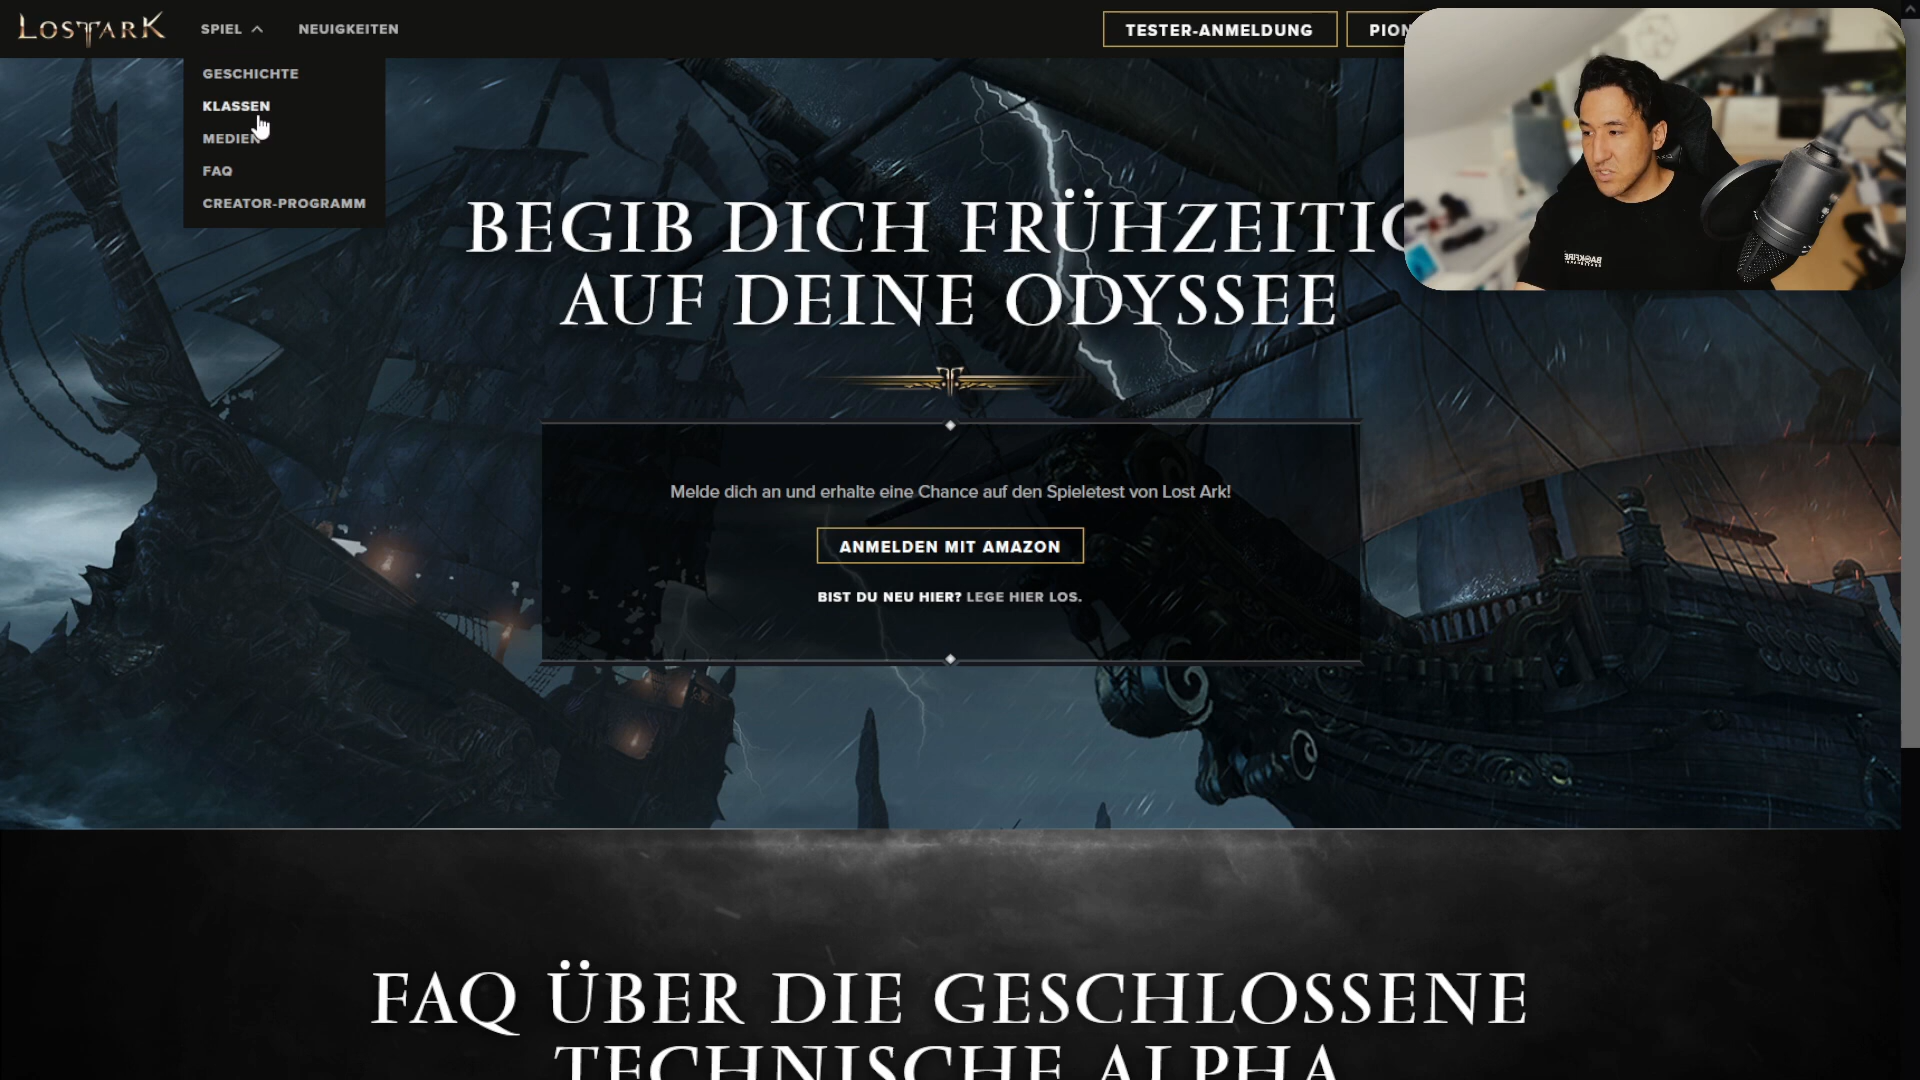 LOST ARK
SPIEL
NEUIGKEITEN
TESTER-ANMELDUNG
GESCHICHTE
KLASSEN
MEDIEN
FAQ
CREATOR-PROGRAMM
BEGIB DICH FRÜHZEITIG
AUF DEINE ODYSSEE
Melde dich an und erhalte eine Chance auf den Spieletest von Lost Ark!
ANMELDEN MIT AMAZON
BIST DU NEU HIER? LEGE HIER LOS.
FAQ ÜBER DIE GESCHLOSSENE
TECHNISCHE ALPHA